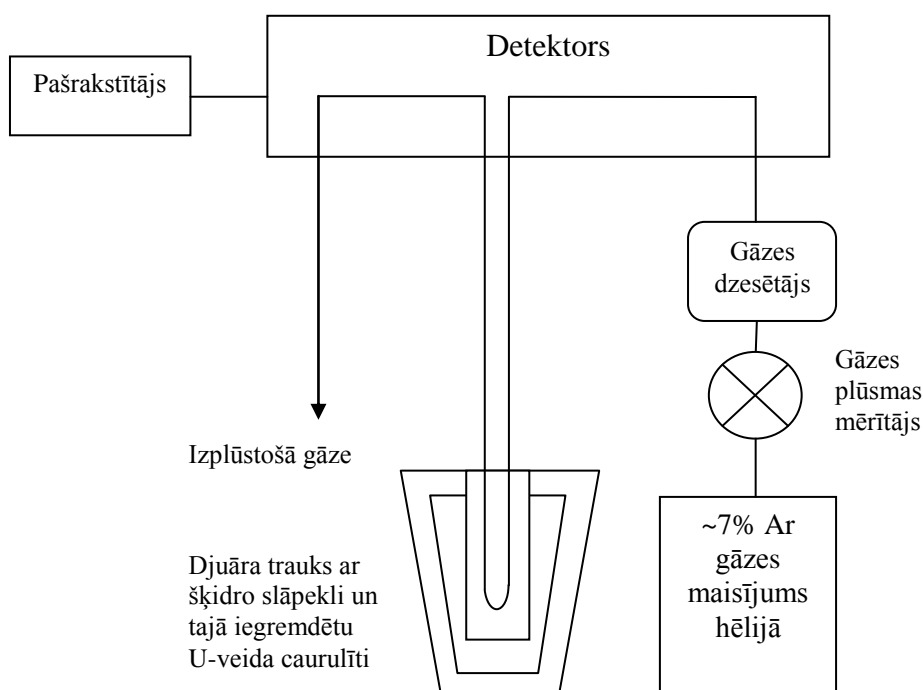 Detektors
Pašrakstītājs
Gāzes
dzesētājs
Gāzes
plūsmas
mērītājs
Izplūstošā gāze
~7% Ar
gāzes
maisījums
hēlijā
Djuāra trauks ar
šķidro slāpekli un
tajā iegremdētu
U-veida caurulīti